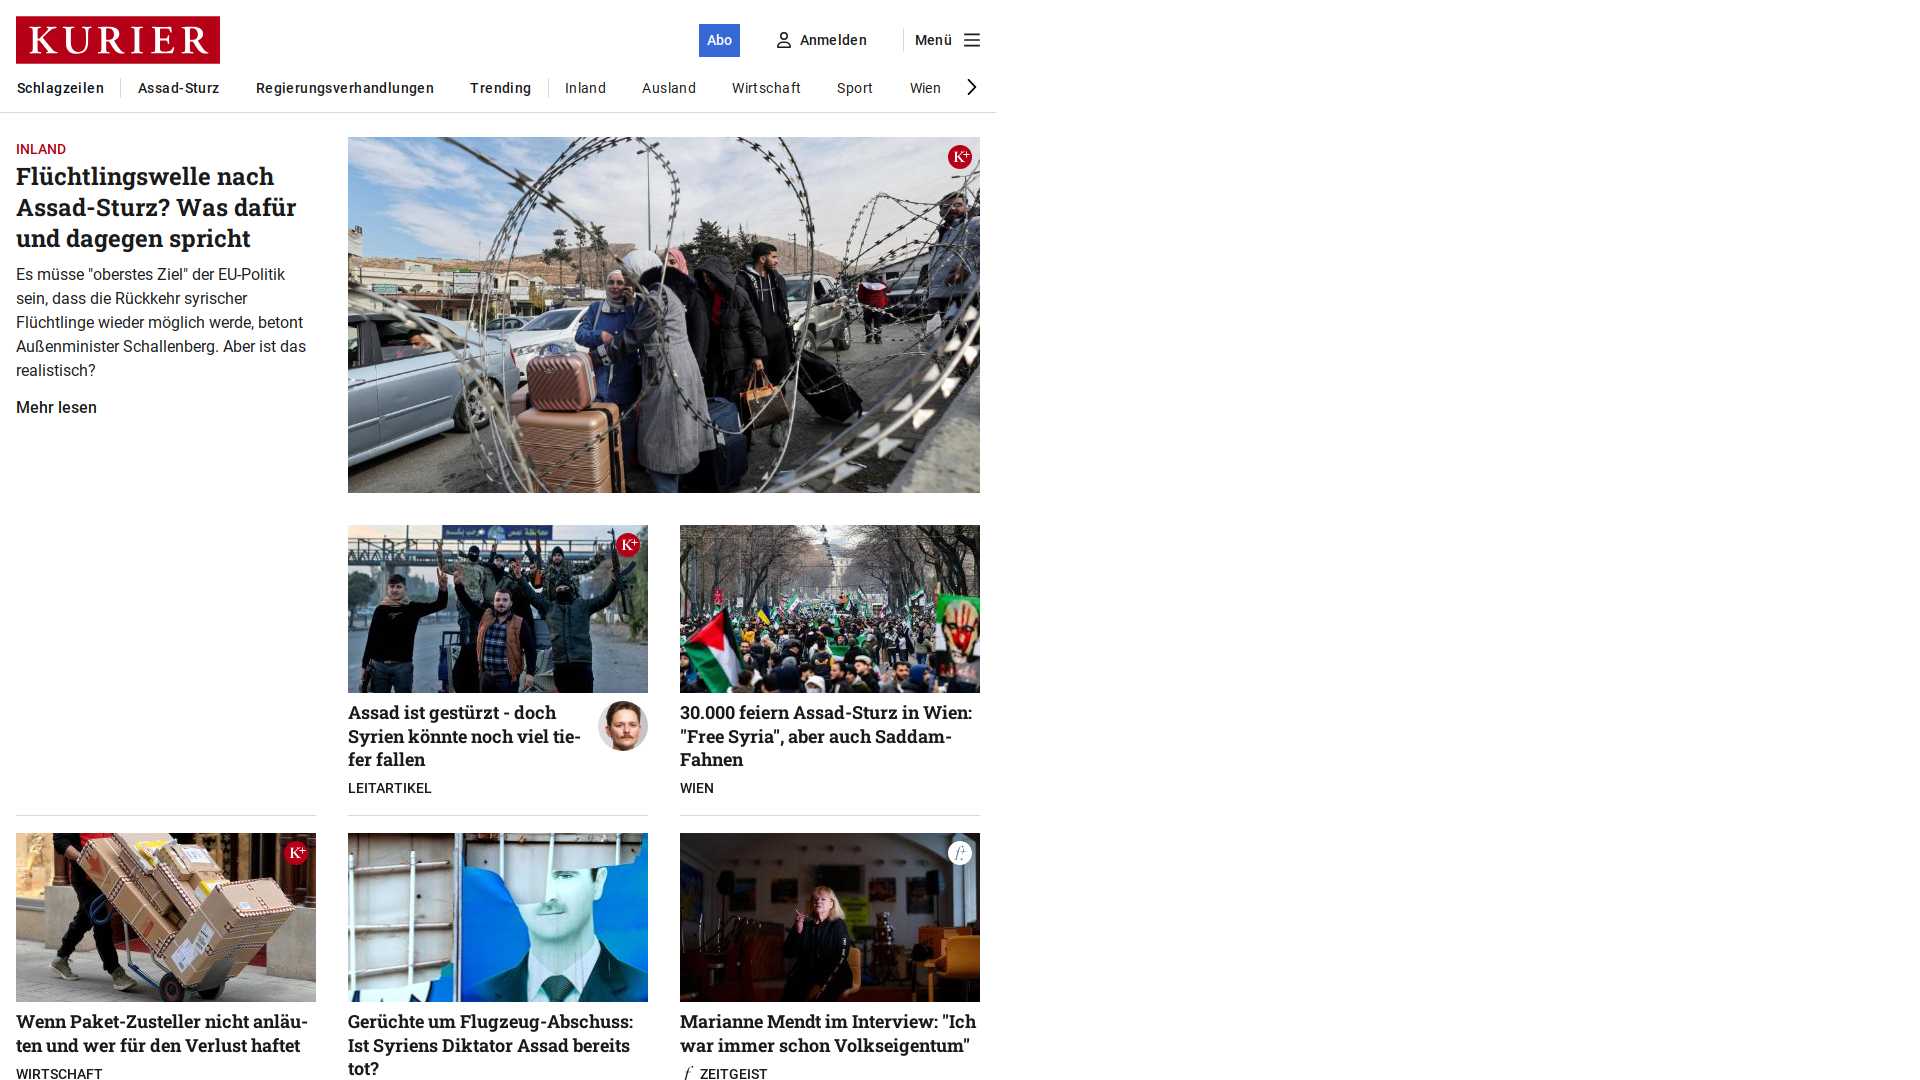 KURIER
Abo
Anmelden
Menü
Schlagzeilen
Assad-Sturz
Regierungsverhandlungen
Trending
Inland
Ausland
Wirtschaft
Sport
Wien
INLAND
Flüchtlingswelle nach
Assad-Sturz? Was dafür
und dagegen spricht
Es müsse "oberstes Ziel" der EU-Politik
sein, dass die Rückkehr syrischer
Flüchtlinge wieder möglich werde, betont
Außenminister Schallenberg. Aber ist das
realistisch?
Mehr lesen
K+
K+
Assad ist gestürzt - doch
Syrien könnte noch viel tie-
fer fallen
LEITARTIKEL
30.000 feiern Assad-Sturz in Wien:
"Free Syria", aber auch Saddam-
Fahnen
WIEN
K+
Wenn Paket-Zusteller nicht anläu-
ten und wer für den Verlust haftet
WIRTSCHAFT
Gerüchte um Flugzeug-Abschuss:
Ist Syriens Diktator Assad bereits
tot?
f+
Marianne Mendt im Interview: "Ich
war immer schon Volkseigentum"
f ZEITGEIST